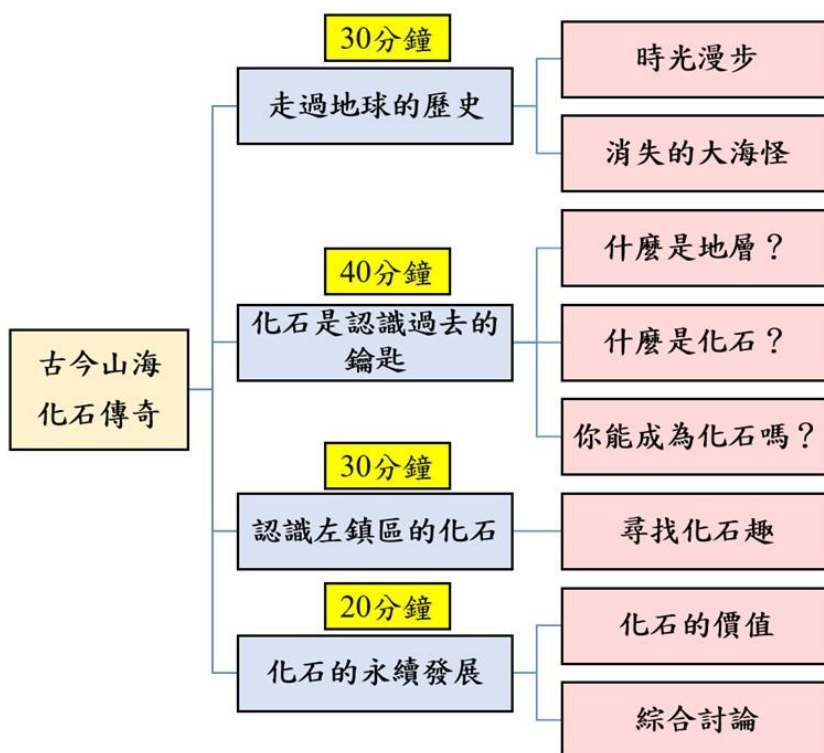 古今山海
化石傳奇
30分鐘
走過地球的歷史
時光漫步
消失的大海怪
40分鐘
化石是認識過去的
鑰匙
什麼是地層？
什麼是化石？
你能成為化石嗎？
30分鐘
認識左鎮區的化石
尋找化石趣
20分鐘
化石的永續發展
化石的價值
綜合討論